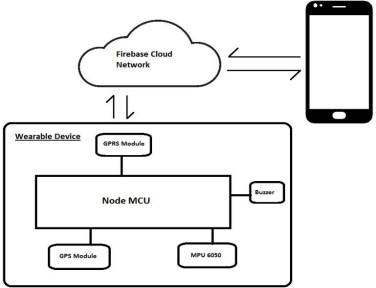 Firebase Cloud
Network
Wearable Device
GPRS Module
Node MCU
Buzzer
GPS Module
MPU 6050